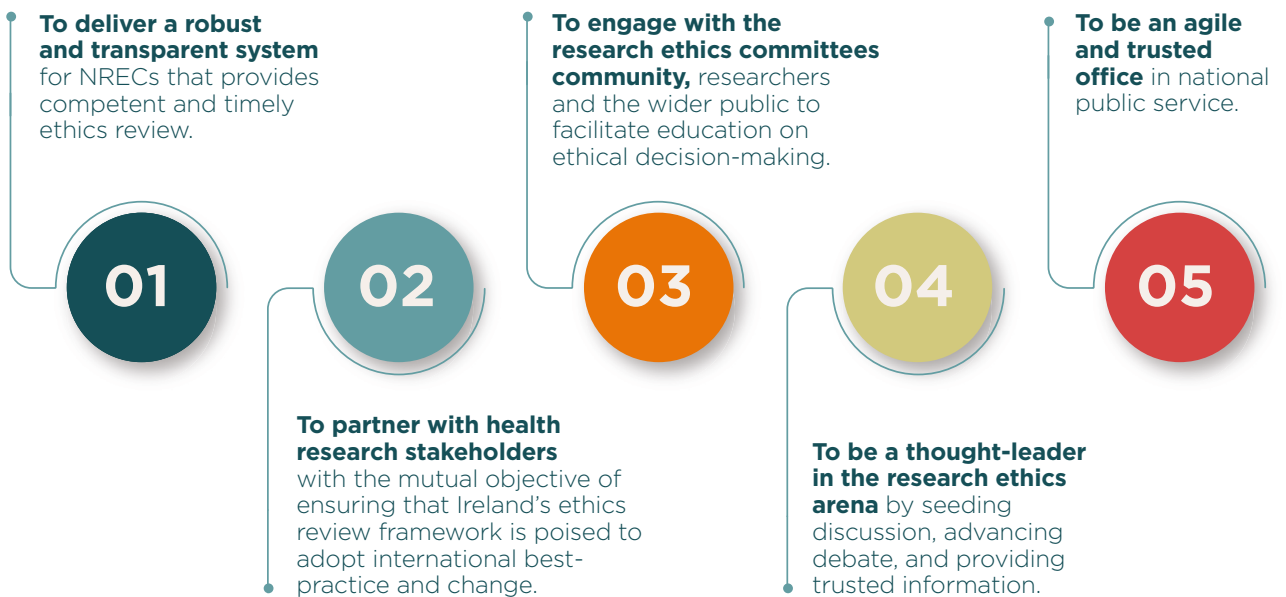 01
To deliver a robust
and transparent system
for NRECs that provides
competent and timely
ethics review.
02
To partner with health
research stakeholders
with the mutual objective of
ensuring that Ireland’s ethics
review framework is poised to
adopt international best-
practice and change.
03
To engage with the
research ethics committees
community, researchers
and the wider public to
facilitate education on
ethical decision-making.
04
To be a thought-leader
in the research ethics
arena by seeding
discussion, advancing
debate, and providing
trusted information.
05
To be an agile
and trusted
office in national
public service.